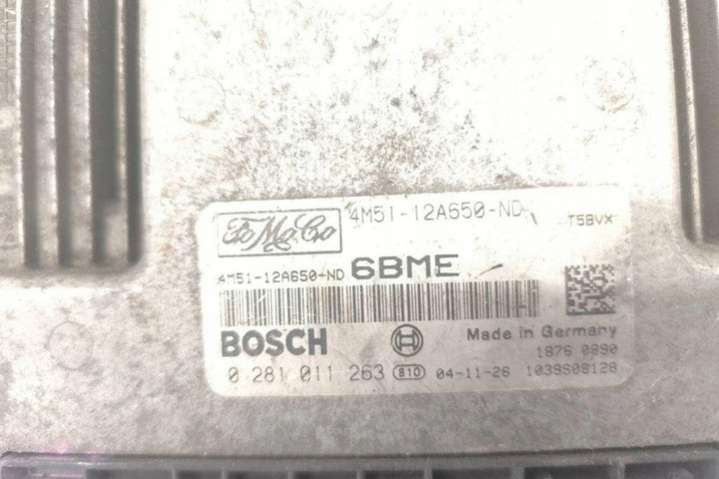 FoMoCo 4M51-12A650-ND T5BVX
4M51-12A650-ND 6BME
BOSCH Made in Germany
1876 0890
0 281 011 263 810 04-11-26 1039S08128